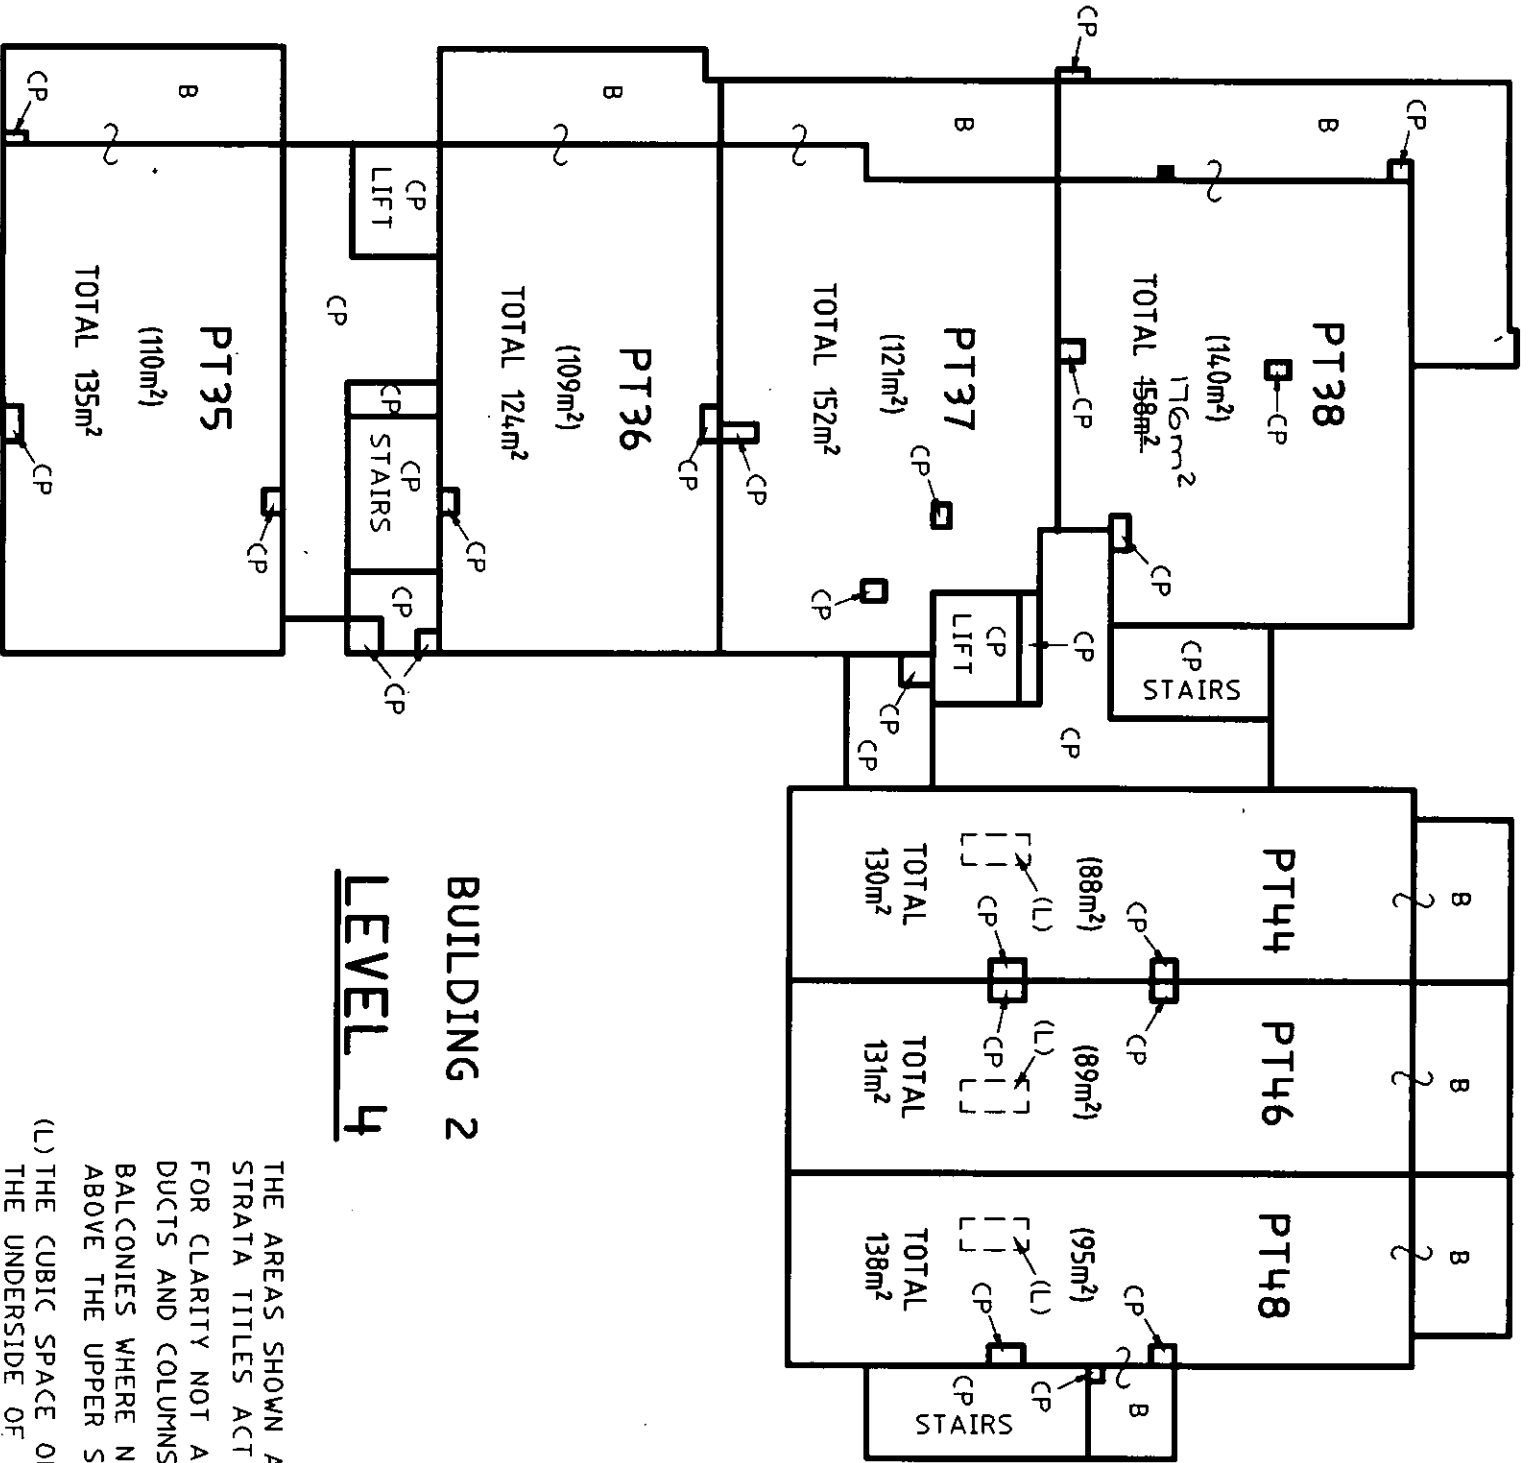 CP
B
PT35
(110m²)
TOTAL 135m²
CP
CP
CP
LIFT
CP
CP
CP
STAIRS
CP
CP
B
PT36
(109m²)
TOTAL 124m²
CP
CP
CP
B
PT37
(121m²)
TOTAL 152m²
CP
CP
CP
CP
B
CP
PT38
(140m²)
176m²
TOTAL 158m²
CP
CP
CP
CP
LIFT
CP
CP
STAIRS
CP
CP
CP
B
PT44
(88m²)
(L)
TOTAL
130m²
CP
CP
B
PT46
(89m²)
(L)
TOTAL
131m²
CP
CP
B
PT48
(95m²)
(L)
TOTAL
138m²
CP
CP
CP
B
CP
STAIRS
BUILDING 2
LEVEL 4
THE AREAS SHOWN A
STRATA TITLES ACT
FOR CLARITY NOT A
DUCTS AND COLUMNS
BALCONIES WHERE N
ABOVE THE UPPER S
(L) THE CUBIC SPACE O
THE UNDERSIDE OF